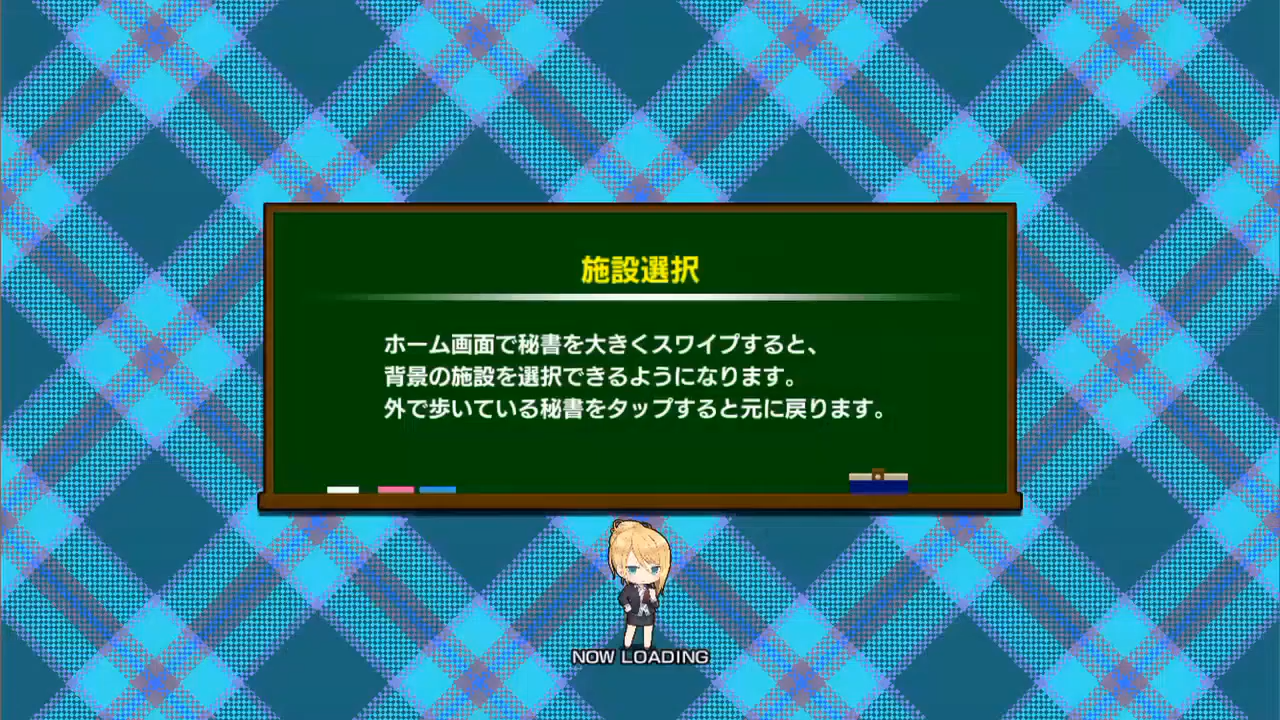 施設選択
ホーム画面で秘書を大きくスワイプすると、
背景の施設を選択できるようになります。
外で歩いている秘書をタップすると元に戻ります。
NOW LOADING